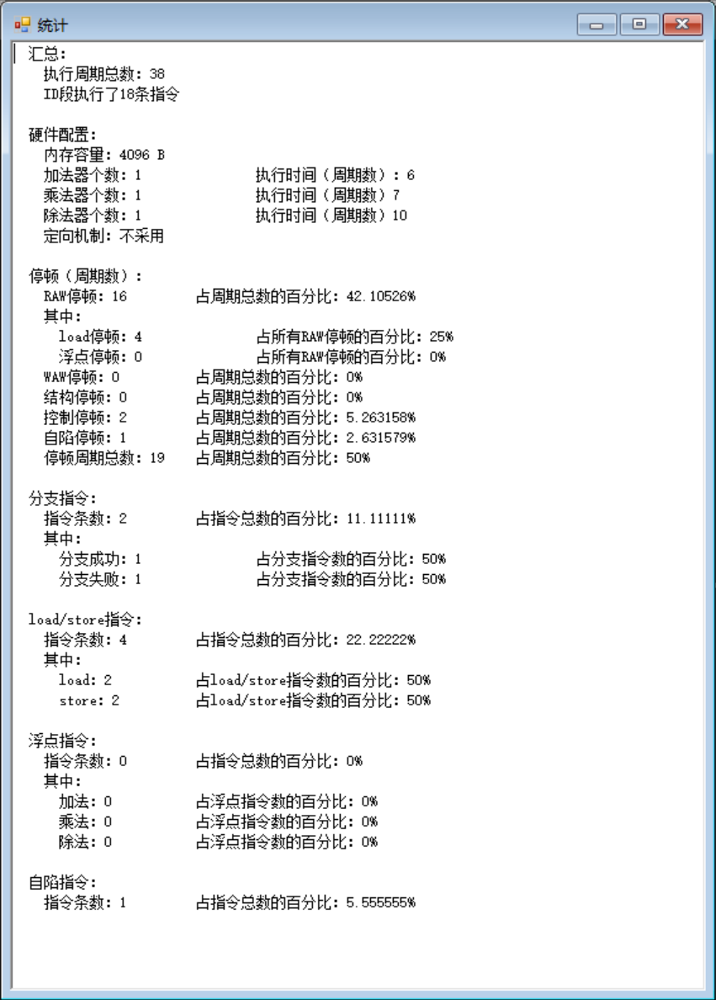 统计
汇总:
执行周期总数: 38
ID段执行了18条指令
硬件配置:
内存容量: 4096 B
加法器个数: 1 执行时间（周期数）: 6
乘法器个数: 1 执行时间（周期数）7
除法器个数: 1 执行时间（周期数）10
定向机制: 不采用
停顿（周期数）:
RAW停顿: 16 占周期总数的百分比: 42.10526%
其中:
load停顿: 4 占所有RAW停顿的百分比: 25%
浮点停顿: 0 占所有RAW停顿的百分比: 0%
WAW停顿: 0 占周期总数的百分比: 0%
结构停顿: 0 占周期总数的百分比: 0%
控制停顿: 2 占周期总数的百分比: 5.263158%
自陷停顿: 1 占周期总数的百分比: 2.631579%
停顿周期总数: 19 占周期总数的百分比: 50%
分支指令:
指令条数: 2 占指令总数的百分比: 11.11111%
其中:
分支成功: 1 占分支指令数的百分比: 50%
分支失败: 1 占分支指令数的百分比: 50%
load/store指令:
指令条数: 4 占指令总数的百分比: 22.22222%
其中:
load: 2 占load/store指令数的百分比: 50%
store: 2 占load/store指令数的百分比: 50%
浮点指令:
指令条数: 0 占指令总数的百分比: 0%
其中:
加法: 0 占浮点指令数的百分比: 0%
乘法: 0 占浮点指令数的百分比: 0%
除法: 0 占浮点指令数的百分比: 0%
自陷指令:
指令条数: 1 占指令总数的百分比: 5.555555%